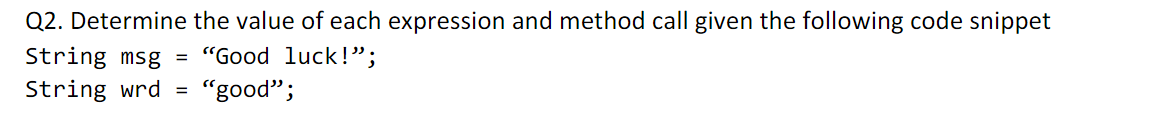 Q2. Determine the value of each expression and method call given the following code snippet
String msg = “Good luck!”;
String wrd = “good”;